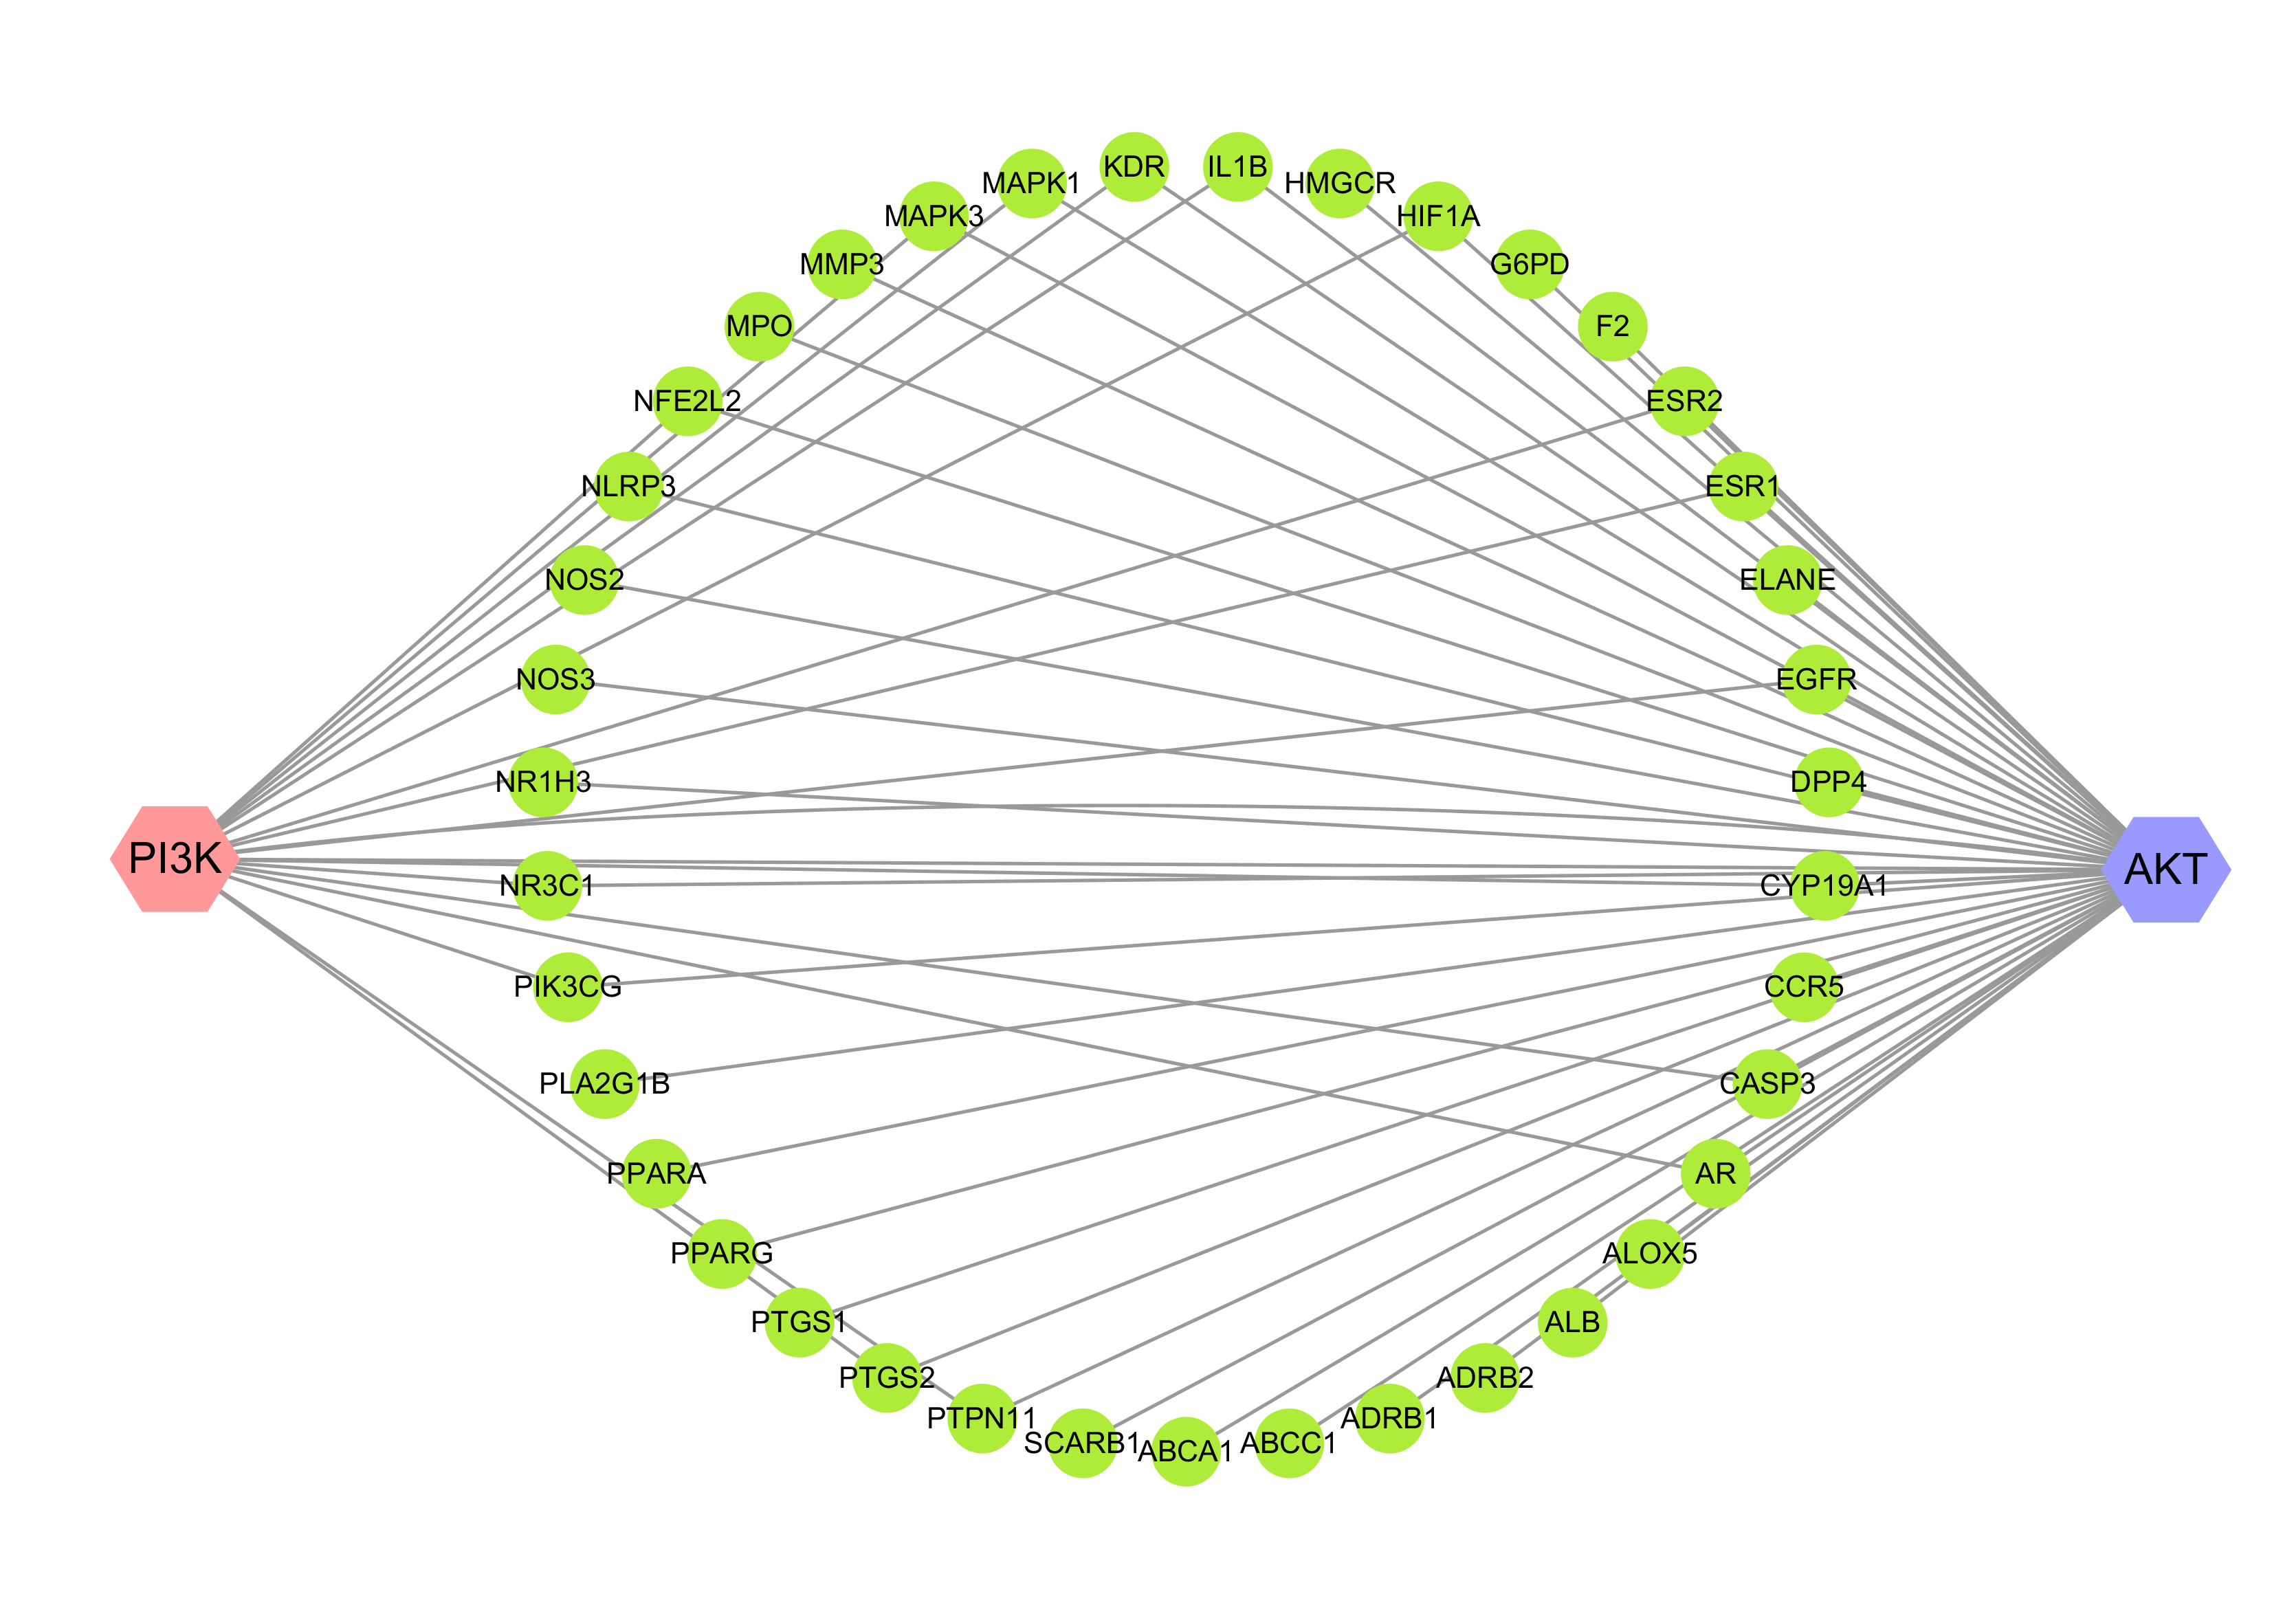 KDR
IL1B
MAPK1
HMGCR
MAPK3
HIF1A
MMP3
G6PD
MPO
F2
NFE2L2
ESR2
NLRP3
ESR1
NOS2
ELANE
NOS3
EGFR
NR1H3
DPP4
PI3K
AKT
NR3C1
CYP19A1
PIK3CG
CCR5
PLA2G1B
CASP3
PPARA
AR
PPARG
ALOX5
PTGS1
ALB
PTGS2
ADRB2
PTPN11
ADRB1
SCARB1
ABCC1
ABCA1